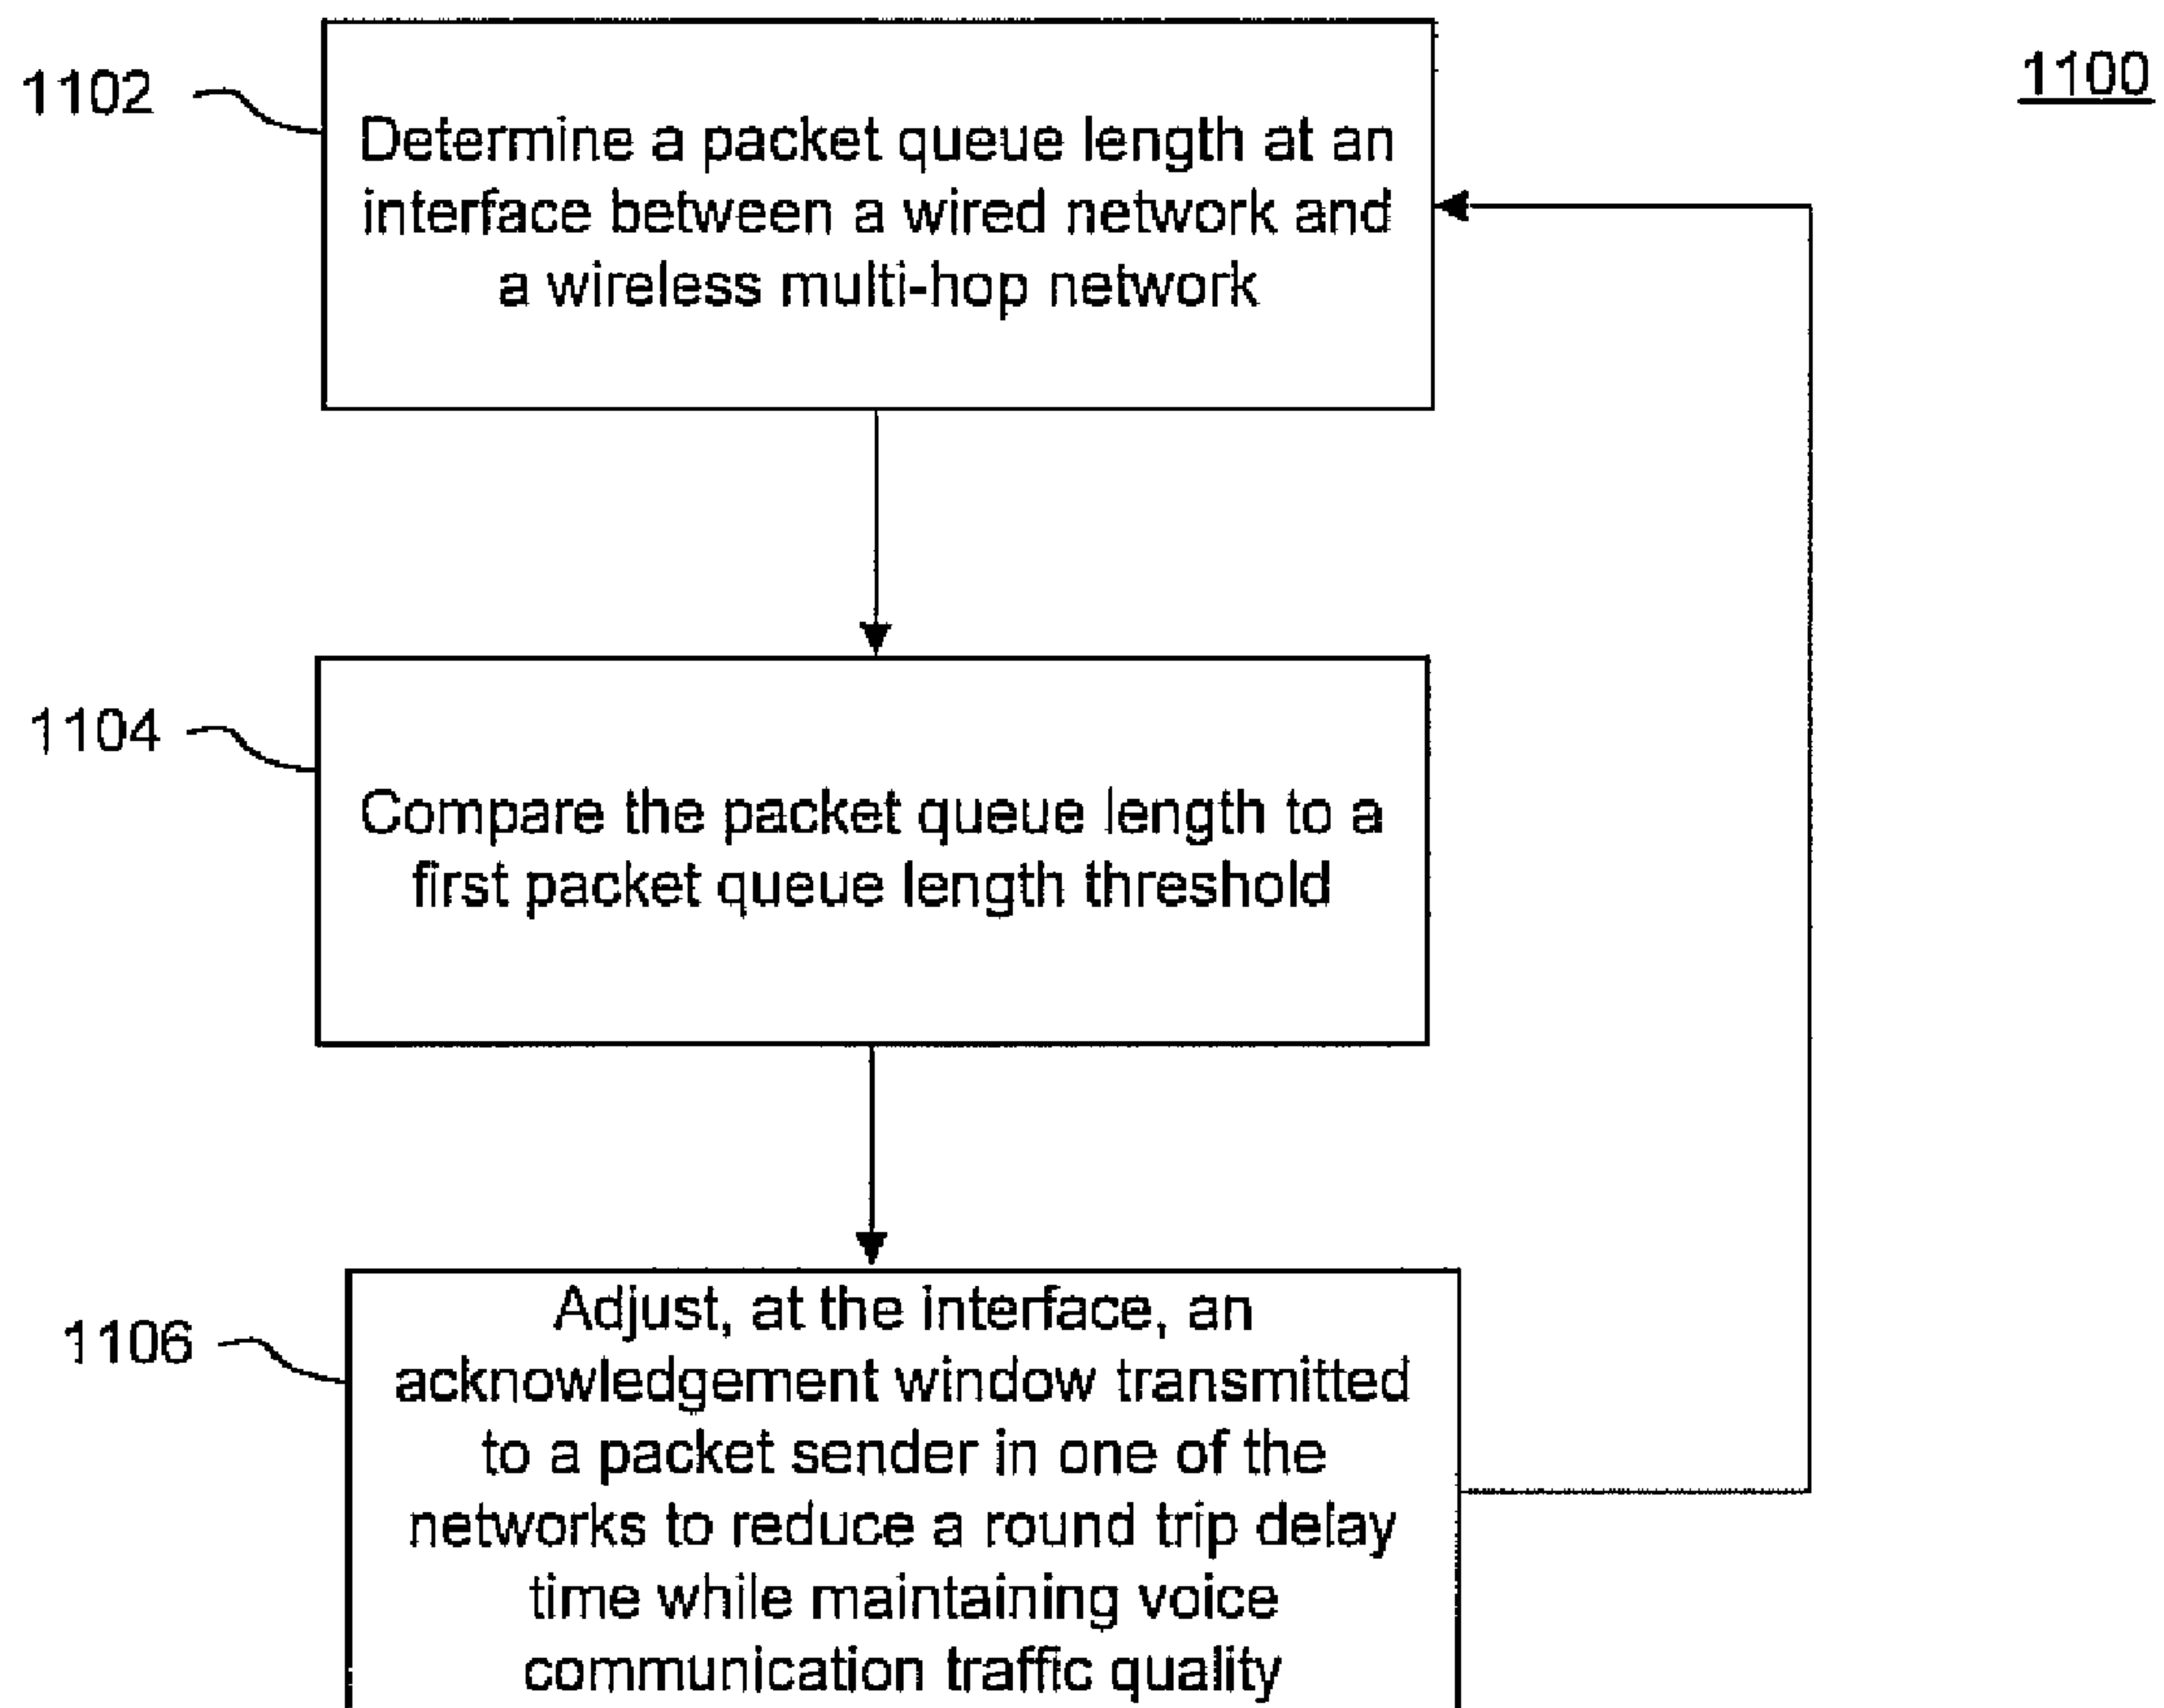 1100
1102
Determine a packet queue length at an
interface between a wired network and
a wireless multi-hop network
1104
Compare the packet queue length to a
first packet queue length threshold
1106
Adjust, at the interface, an
acknowledgement window transmitted
to a packet sender in one of the
networks to reduce a round trip delay
time while maintaining voice
communication traffic quality